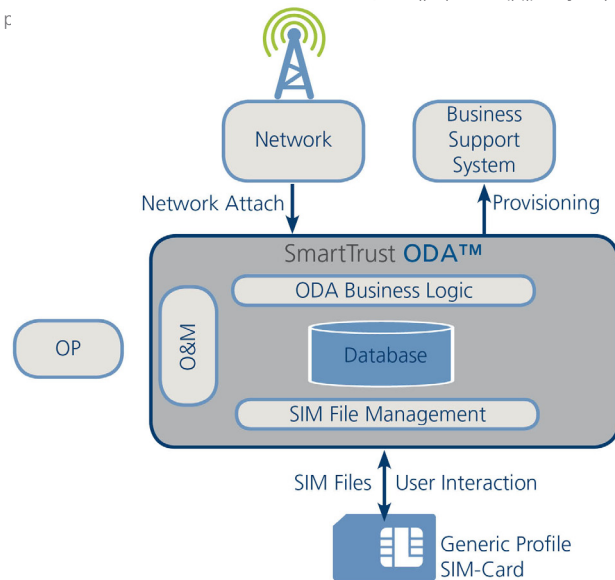 p
Network
Business
Support
System
Network Attach
Provisioning
SmartTrust ODA™
ODA Business Logic
OP
O&M
Database
SIM File Management
SIM Files
User Interaction
Generic Profile
SIM-Card